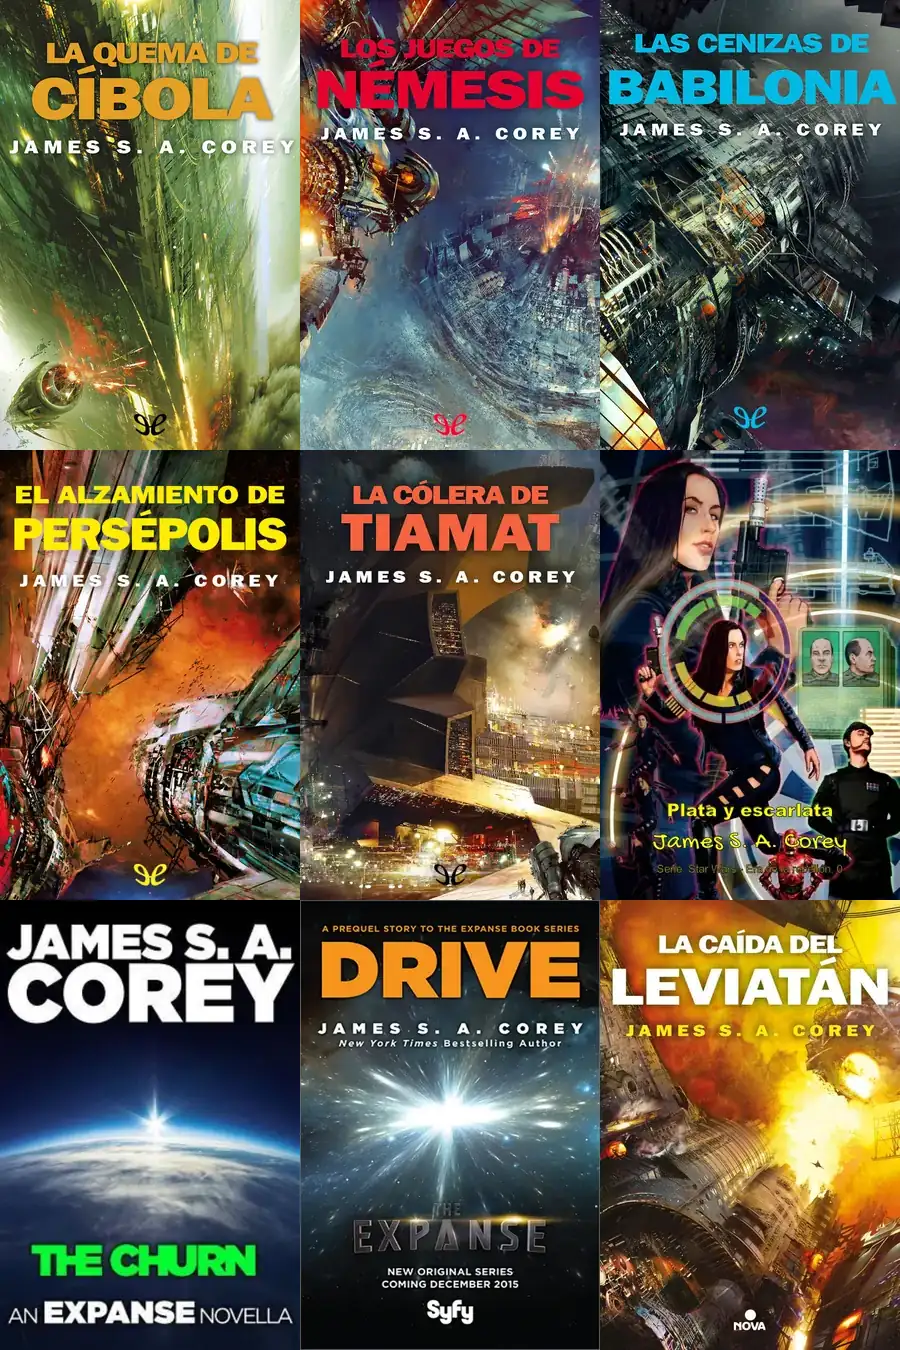 LA QUEMA DE
CÍBOLA
JAMES S. A. COREY
LOS JUEGOS DE
NÉMESIS
JAMES S. A. COREY
LAS CENIZAS DE
BABILONIA
JAMES S. A. COREY
EL ALZAMIENTO DE
PERSÉPOLIS
JAMES S. A. COREY
LA CÓLERA DE
TIAMAT
JAMES S. A. COREY
Plata y escarlata
James S. A. Corey
Serie: Star Wars
JAMES S. A.
COREY
THE CHURN
AN EXPANSE NOVELLA
A PREQUEL STORY TO THE EXPANSE BOOK SERIES
DRIVE
JAMES S. A. COREY
New York Times Bestselling Author
THE
EXPANSE
NEW ORIGINAL SERIES
COMING DECEMBER 2015
Syfy
LA CAÍDA DEL
LEVIATÁN
JAMES S. A. COREY
NOVA